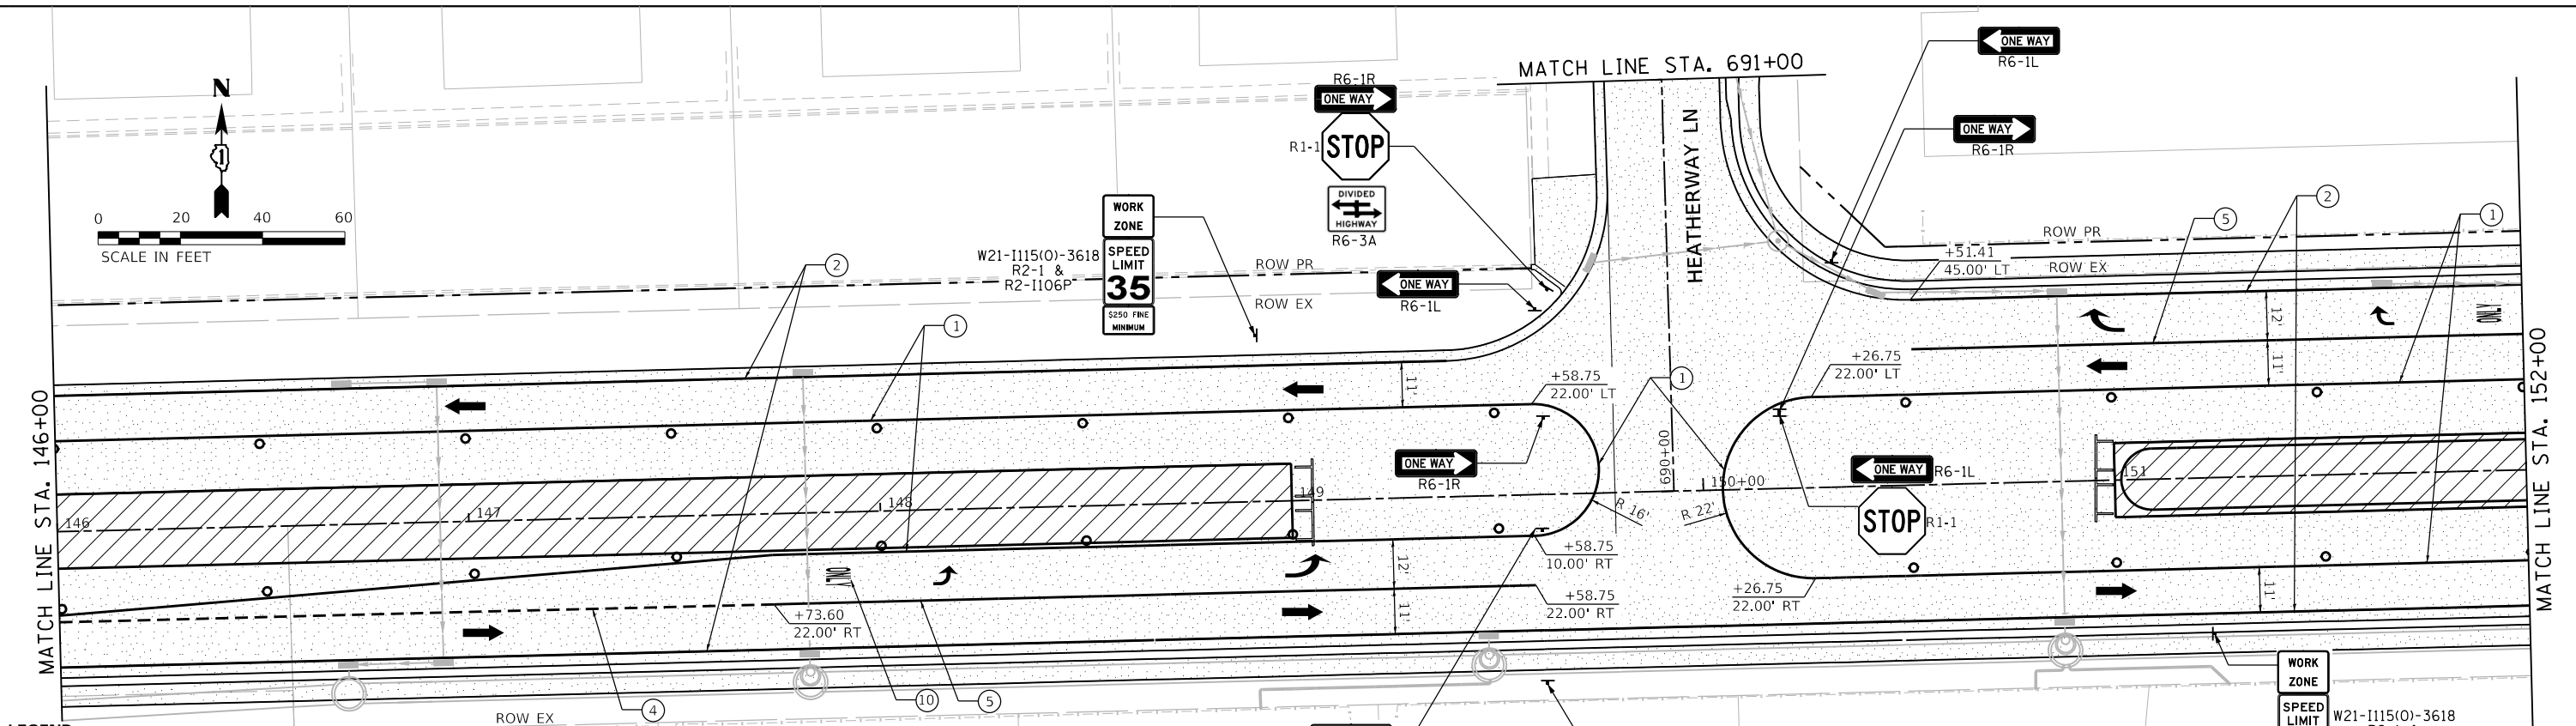 MATCH LINE STA. 691+00
ONE WAY
R6-1L
N
1
R6-1R
ONE WAY
STOP
R1-1
DIVIDED
HIGHWAY
R6-3A
HEATHERWAY LN
ONE WAY
R6-1R
0 20 40 60
SCALE IN FEET
WORK
ZONE
SPEED
LIMIT
35
$250 FINE
MINIMUM
W21-I115(O)-3618
R2-1 &
R2-I106P
ROW PR
ROW EX
ONE WAY
R6-1L
2
1
ROW PR
ROW EX
+51.41
45.00' LT
5
2
1
12'
11'
ONLY
11'
+58.75
22.00' LT
1
+26.75
22.00' LT
MATCH LINE STA. 146+00
MATCH LINE STA. 152+00
ONE WAY
R6-1R
690+00
ONE WAY
R6-1L
STOP
R1-1
146
147
148
149
150+00
151
R 16'
R 22'
ONLY
12'
11'
+58.75
10.00' RT
+58.75
22.00' RT
+26.75
22.00' RT
11'
+73.60
22.00' RT
10
5
4
ROW EX
WORK
ZONE
SPEED
LIMIT
W21-I115(O)-3618
LEGEND